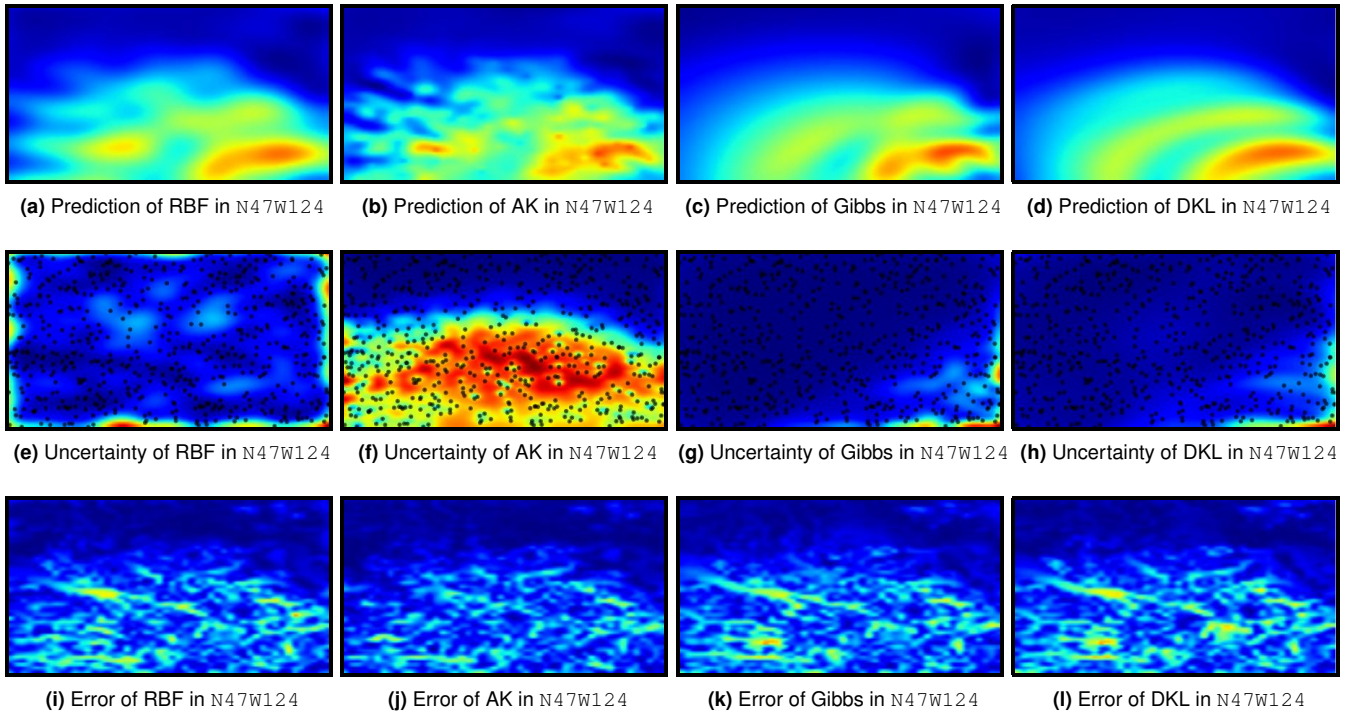 (a) Prediction of RBF in N47W124
(b) Prediction of AK in N47W124
(c) Prediction of Gibbs in N47W124
(d) Prediction of DKL in N47W124
(e) Uncertainty of RBF in N47W124
(f) Uncertainty of AK in N47W124
(g) Uncertainty of Gibbs in N47W124
(h) Uncertainty of DKL in N47W124
(i) Error of RBF in N47W124
(j) Error of AK in N47W124
(k) Error of Gibbs in N47W124
(l) Error of DKL in N47W124